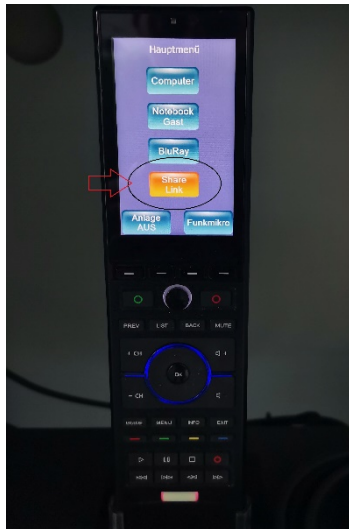 Hauptmenü
Computer
Notebook
Gast
BluRay
Share
Link
Anlage
AUS
Funkmikro
PREV LIST BACK MUTE
+ CH
OK
- CH
MENU INFO EXIT